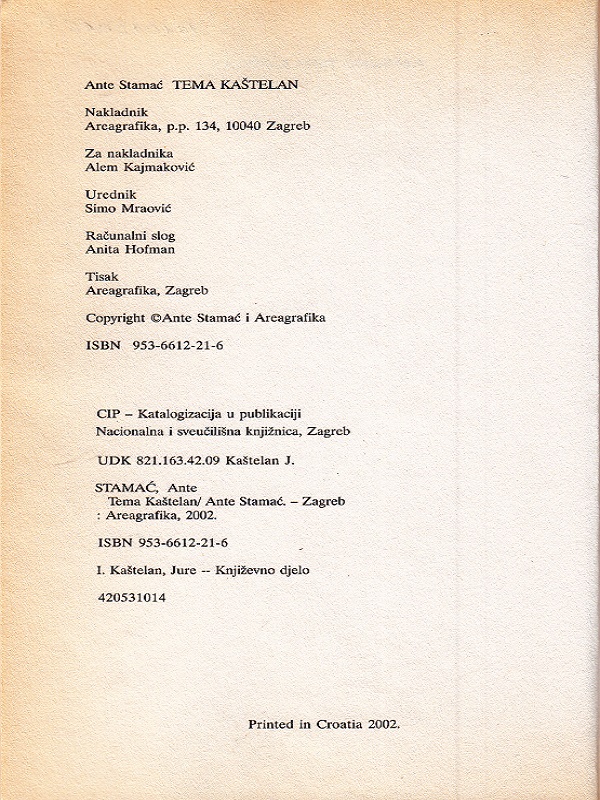 Ante Stamać TEMA KAŠTELAN
Nakladnik
Areagrafika, p.p. 134, 10040 Zagreb
Za nakladnika
Alem Kajmaković
Urednik
Simo Mraović
Računalni slog
Anita Hofman
Tisak
Areagrafika, Zagreb
Copyright ©Ante Stamać i Areagrafika
ISBN 953-6612-21-6
CIP – Katalogizacija u publikaciji
Nacionalna i sveučilišna knjižnica, Zagreb
UDK 821.163.42.09 Kaštelan J.
STAMAĆ, Ante
Tema Kaštelan/ Ante Stamać. – Zagreb
: Areagrafika, 2002.
ISBN 953-6612-21-6
I. Kaštelan, Jure -- Književno djelo
420531014
Printed in Croatia 2002.